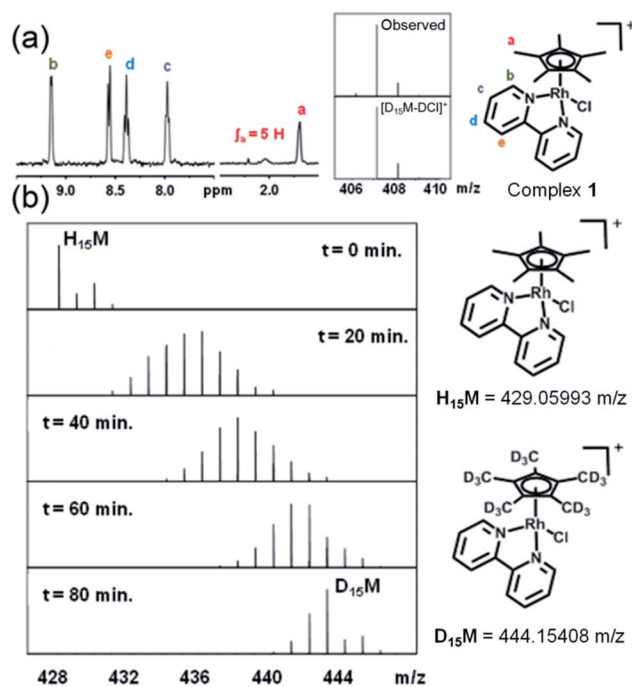 (a)
b
e
d
c
a
∫a = 5 H
9.0
8.5
8.0
ppm
2.0
Observed
[D15M-DCl]+
406
408
410
m/z
a
b
c
d
e
Rh
Cl
N
N
+
Complex 1
(b)
H15M
t= 0 min.
t = 20 min.
t = 40 min.
t = 60 min.
t = 80 min.
D15M
428
432
436
440
444
m/z
Rh
Cl
N
N
+
H15M = 429.05993 m/z
CD3
D3C
CD3
D3C
CD3
Rh
Cl
N
N
+
D15M = 444.15408 m/z